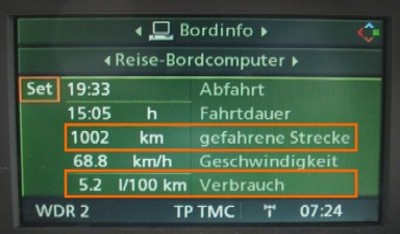 Bordinfo
Reise-Bordcomputer
Set 19:33 Abfahrt
15:05 h Fahrtdauer
1002 km gefahrene Strecke
68.8 km/h Geschwindigkeit
5.2 l/100 km Verbrauch
WDR 2 TP TMC 07:24